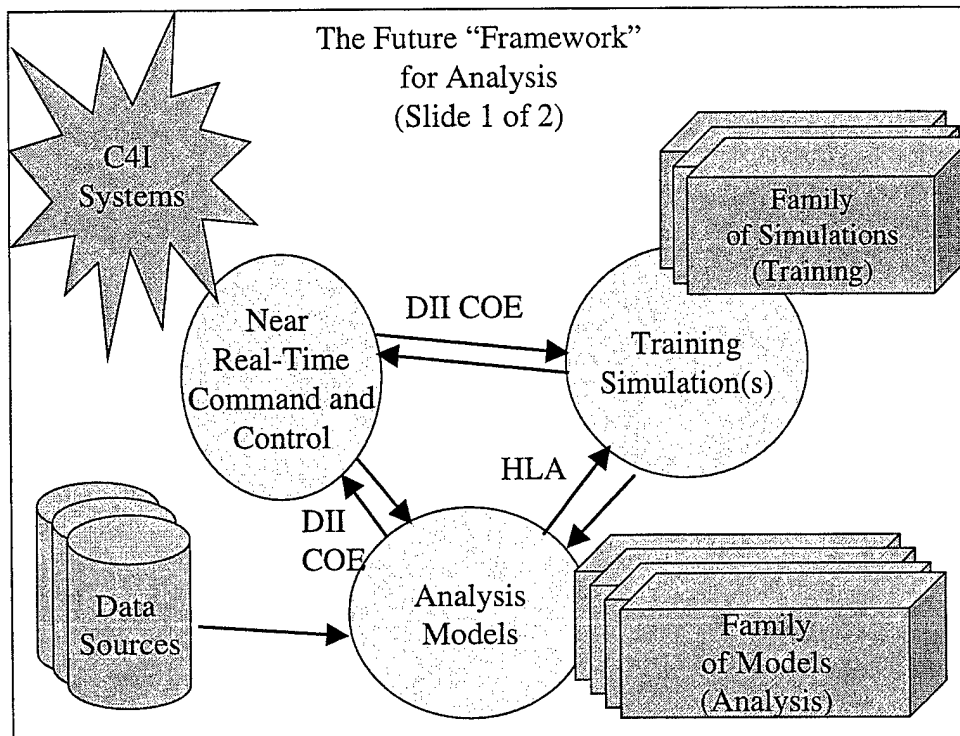 The Future “Framework”
for Analysis
(Slide 1 of 2)
C4I
Systems
Family
of Simulations
(Training)
DII COE
Near
Real-Time
Command and
Control
Training
Simulation(s)
HLA
DII
COE
Data
Sources
Analysis
Models
Family
of Models
(Analysis)